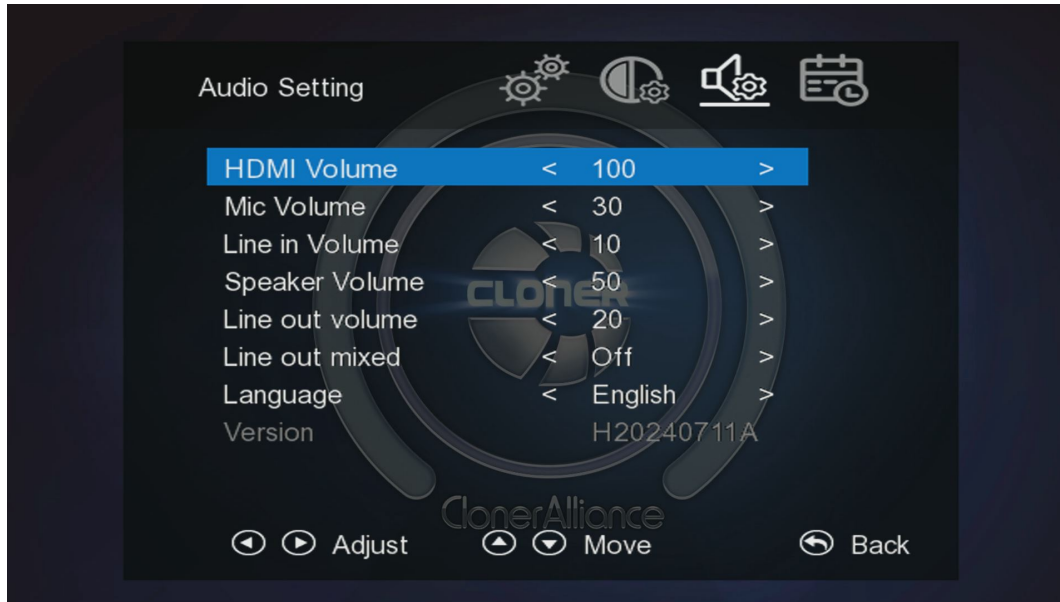 Audio Setting
HDMI Volume < 100 >
Mic Volume < 30 >
Line in Volume < 10 >
Speaker Volume < 50 >
Line out volume < 20 >
Line out mixed < Off >
Language < English >
Version H20240711A
CLONER
ClonerAlliance
Adjust Move Back